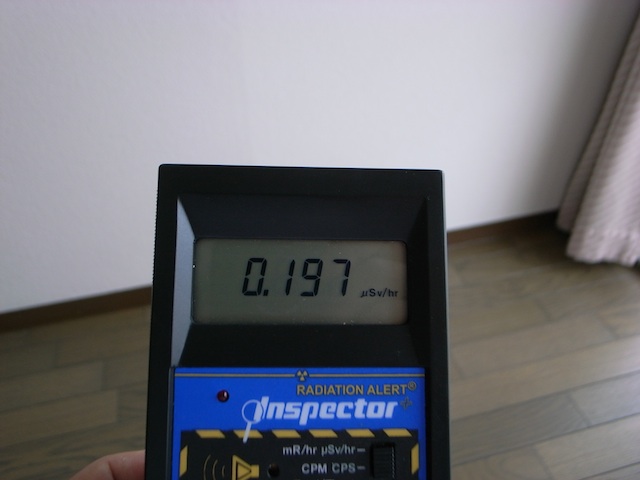 0.197 µSv/hr
RADIATION ALERT®
Inspector+
mR/hr µSv/hr
CPM CPS